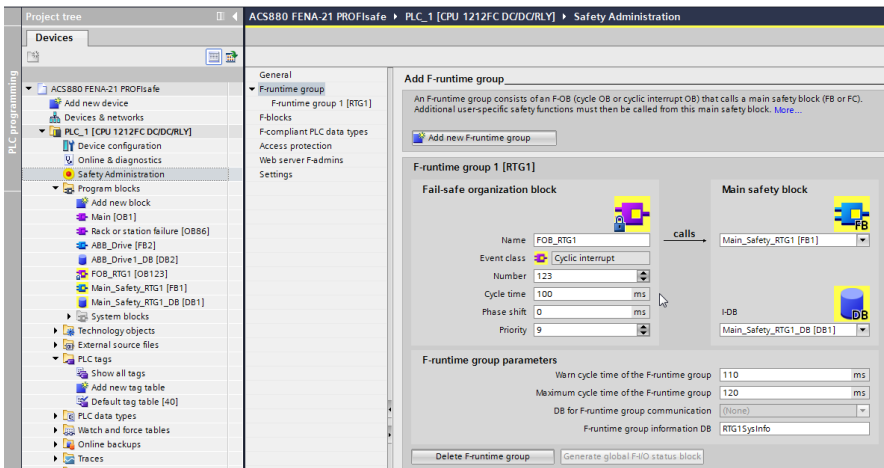 Project tree
ACS880 FENA-21 PROFIsafe ▸ PLC_1 [CPU 1212FC DC/DC/RLY] ▸ Safety Administration
Devices
PLC programming
ACS880 FENA-21 PROFIsafe
Add new device
Devices & networks
PLC_1 [CPU 1212FC DC/DC/RLY]
Device configuration
Online & diagnostics
Safety Administration
Program blocks
Add new block
Main [OB1]
Rack or station failure [OB86]
ABB_Drive [FB2]
ABB_Drive1_DB [DB2]
FOB_RTG1 [OB123]
Main_Safety_RTG1 [FB1]
Main_Safety_RTG1_DB [DB1]
System blocks
Technology objects
External source files
PLC tags
Show all tags
Add new tag table
Default tag table [40]
PLC data types
Watch and force tables
Online backups
Traces
General
F-runtime group
F-runtime group 1 [RTG1]
F-blocks
F-compliant PLC data types
Access protection
Web server F-admins
Settings
Add F-runtime group
An F-runtime group consists of an F-OB (cycle OB or cyclic interrupt OB) that calls a main safety block (FB or FC).
Additional user-specific safety functions must then be called from this main safety block. More...
Add new F-runtime group
F-runtime group 1 [RTG1]
Fail-safe organization block
Main safety block
FB
calls
Name FOB_RTG1
Main_Safety_RTG1 [FB1]
Event class Cyclic interrupt
Number 123
Cycle time 100 ms
Phase shift 0 ms
DB
I-DB
Priority 9
Main_Safety_RTG1_DB [DB1]
F-runtime group parameters
Warn cycle time of the F-runtime group 110 ms
Maximum cycle time of the F-runtime group 120 ms
DB for F-runtime group communication (None)
F-runtime group information DB RTG1SysInfo
Delete F-runtime group
Generate global F-I/O status block